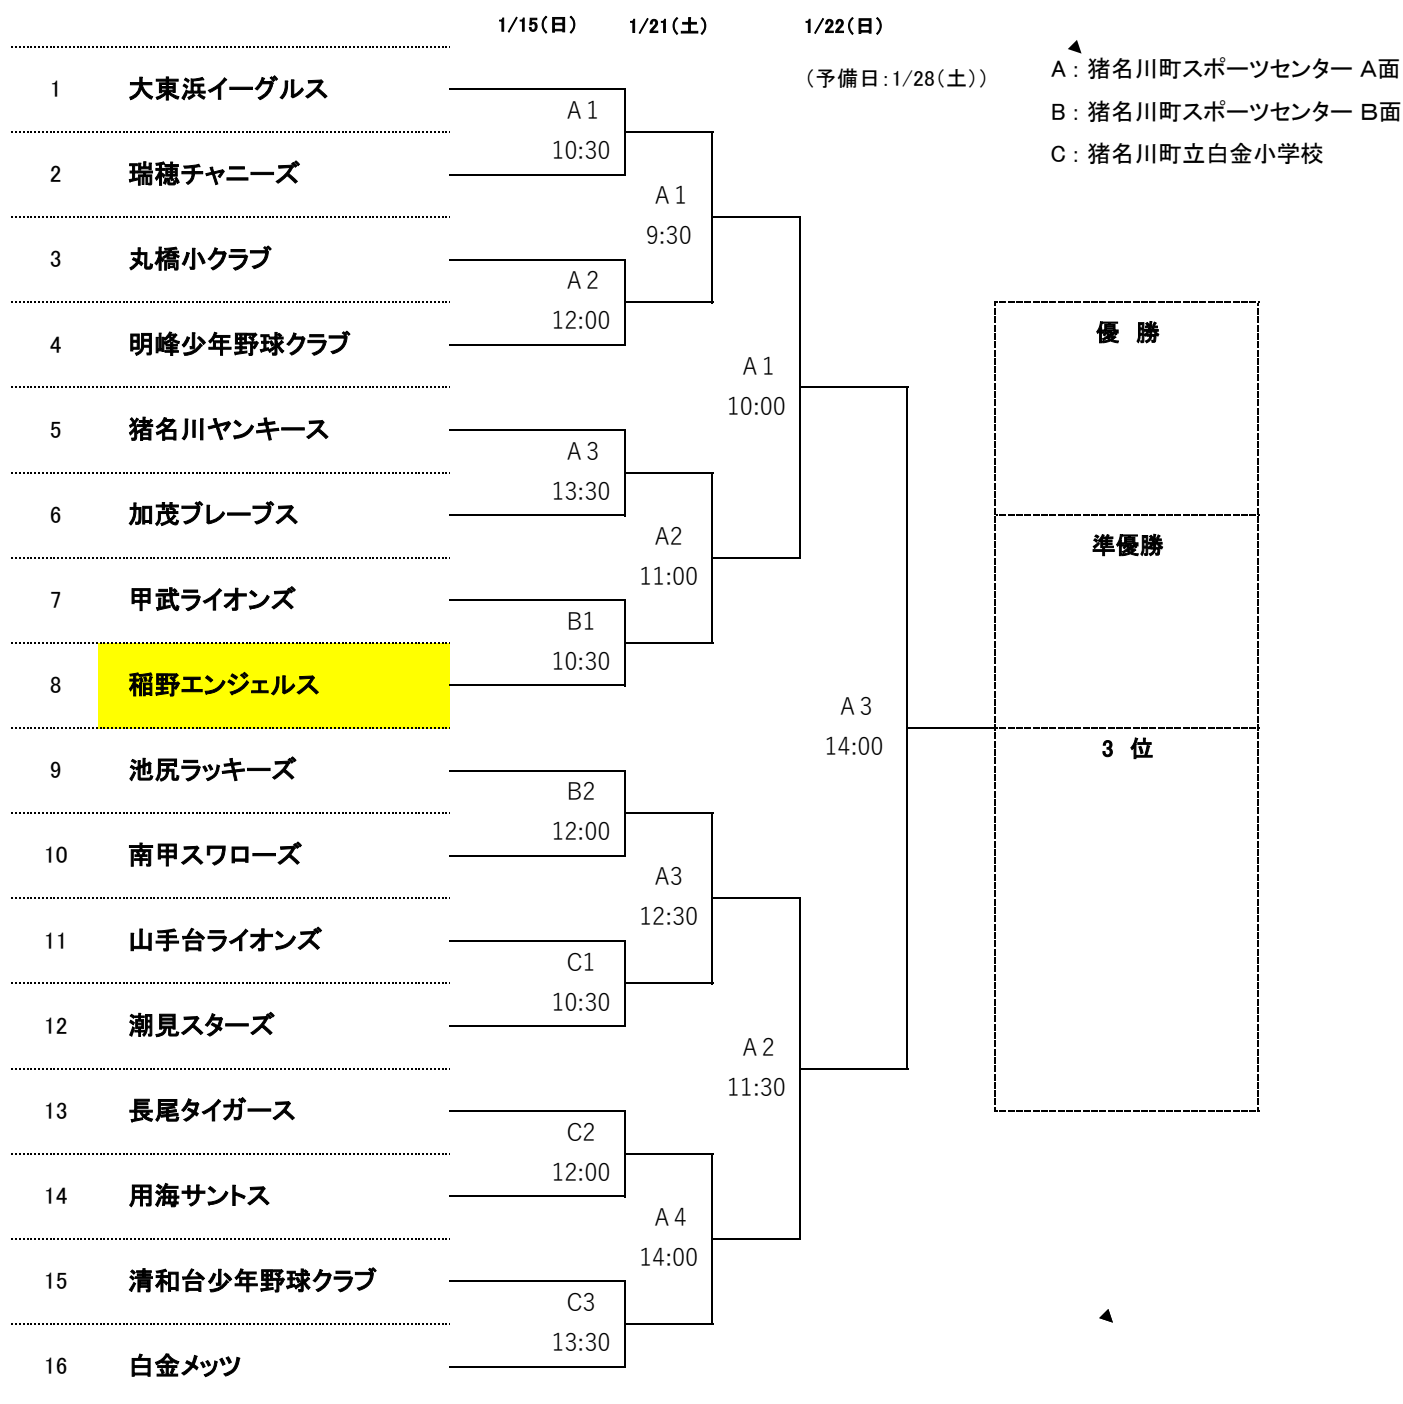 1/15(日) 1/21(土) 1/22(日)
(予備日:1/28(土))
A : 猪名川町スポーツセンター A面
B : 猪名川町スポーツセンター B面
C : 猪名川町立白金小学校
1 大東浜イーグルス
A 1
10:30
2 瑞穂チャニーズ
A 1
9:30
3 丸橋小クラブ
A 2
12:00
4 明峰少年野球クラブ
A 1
10:00
5 猪名川ヤンキース
A 3
13:30
6 加茂ブレーブス
A2
11:00
7 甲武ライオンズ
B1
10:30
8 稲野エンジェルス
A 3
14:00
9 池尻ラッキーズ
B2
12:00
10 南甲スワローズ
A3
12:30
11 山手台ライオンズ
C1
10:30
12 潮見スターズ
A 2
11:30
13 長尾タイガース
C2
12:00
14 用海サントス
A 4
14:00
15 清和台少年野球クラブ
C3
13:30
16 白金メッツ
優 勝
準優勝
3 位